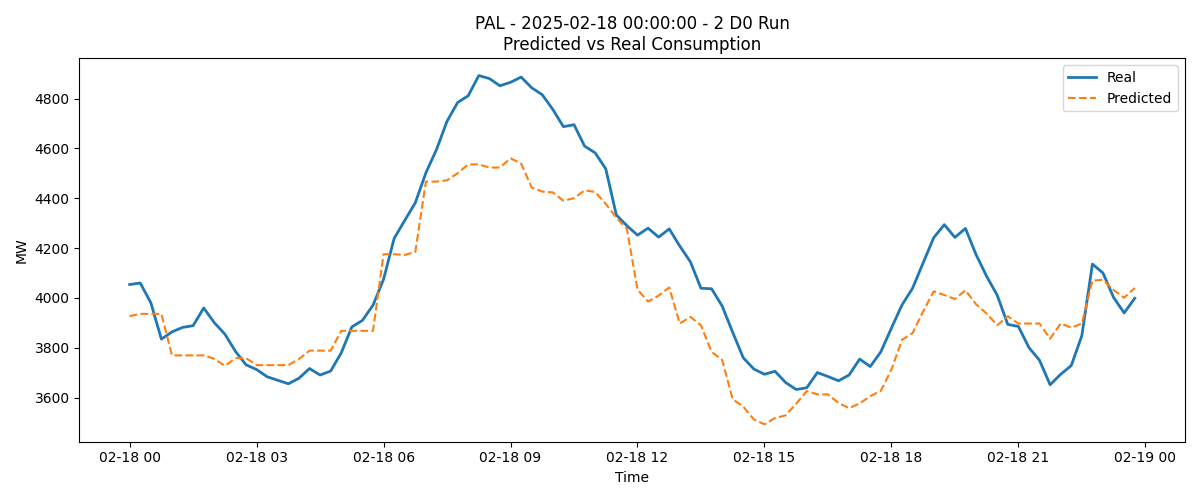 PAL - 2025-02-18 00:00:00 - 2 D0 Run
Predicted vs Real Consumption
Real
Predicted
MW
4800
4600
4400
4200
4000
3800
3600
02-18 00
02-18 03
02-18 06
02-18 09
02-18 12
02-18 15
02-18 18
02-18 21
02-19 00
Time